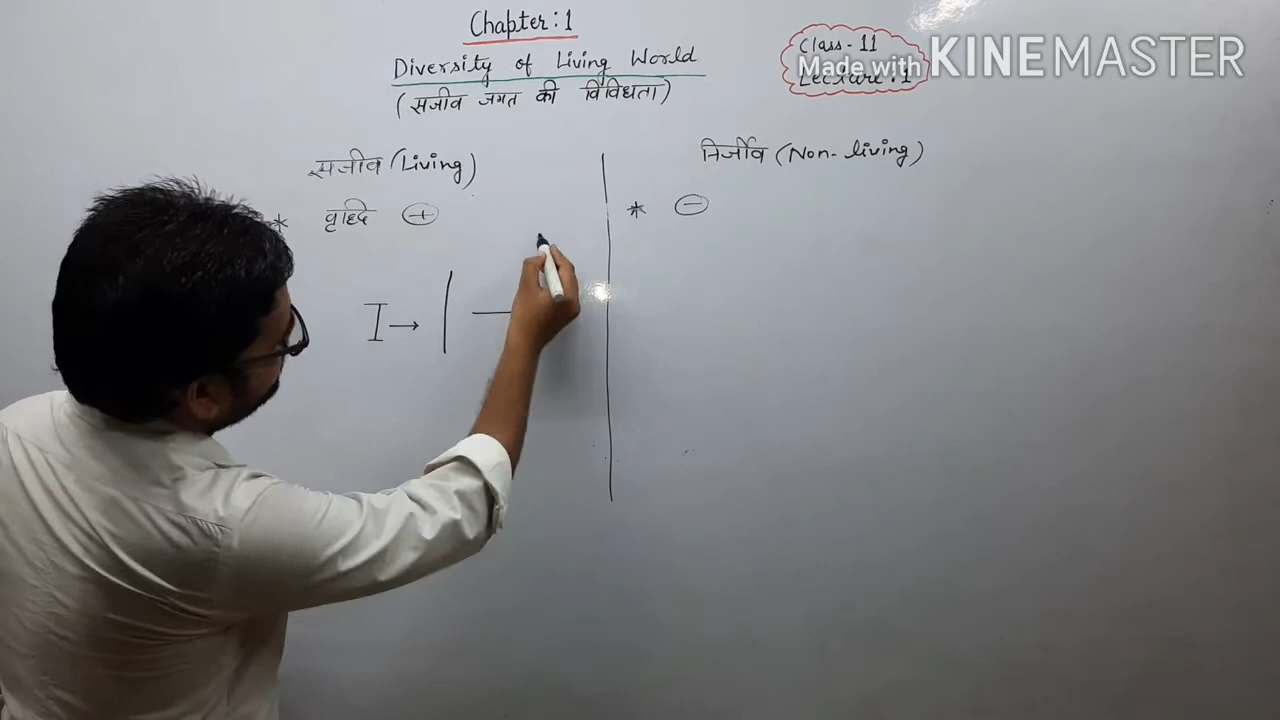 Chapter : 1
Diversity of Living World
(सजीव जगत की विविधता)
Class - 11
Lecture : 1
Made with KINEMASTER
सजीव (Living)
* वृद्धि +
I →
निर्जीव (Non-living)
* -